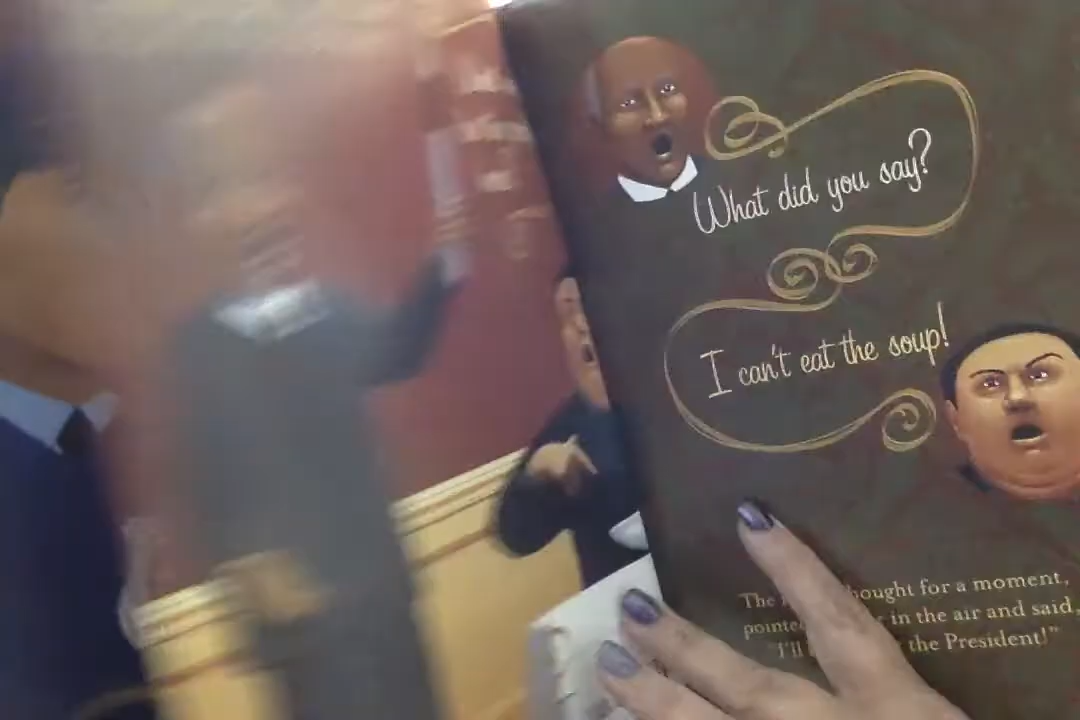 What did you say?
I can't eat the soup!
The hought for a moment,
pointed in the air and said,
"I'll the President!"